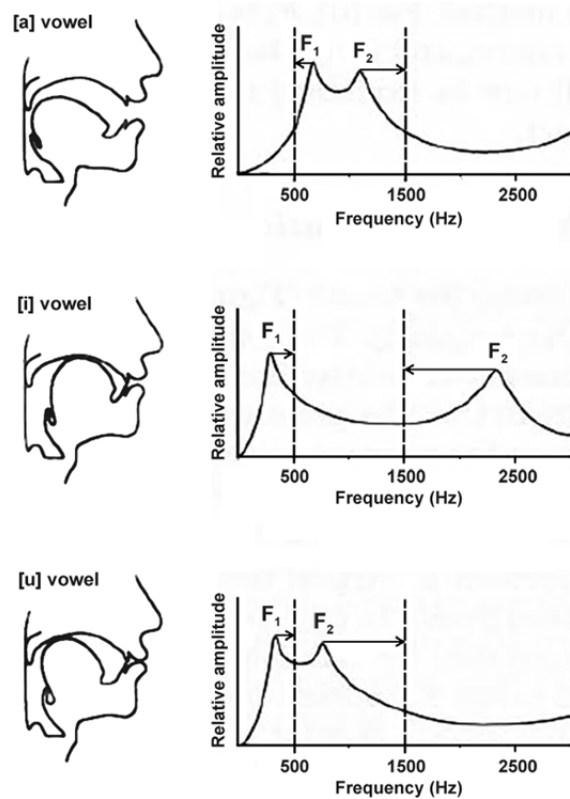 [a] vowel
F1
F2
Relative amplitude
500
1500
2500
Frequency (Hz)
[i] vowel
F1
F2
Relative amplitude
500
1500
2500
Frequency (Hz)
[u] vowel
F1
F2
Relative amplitude
500
1500
2500
Frequency (Hz)